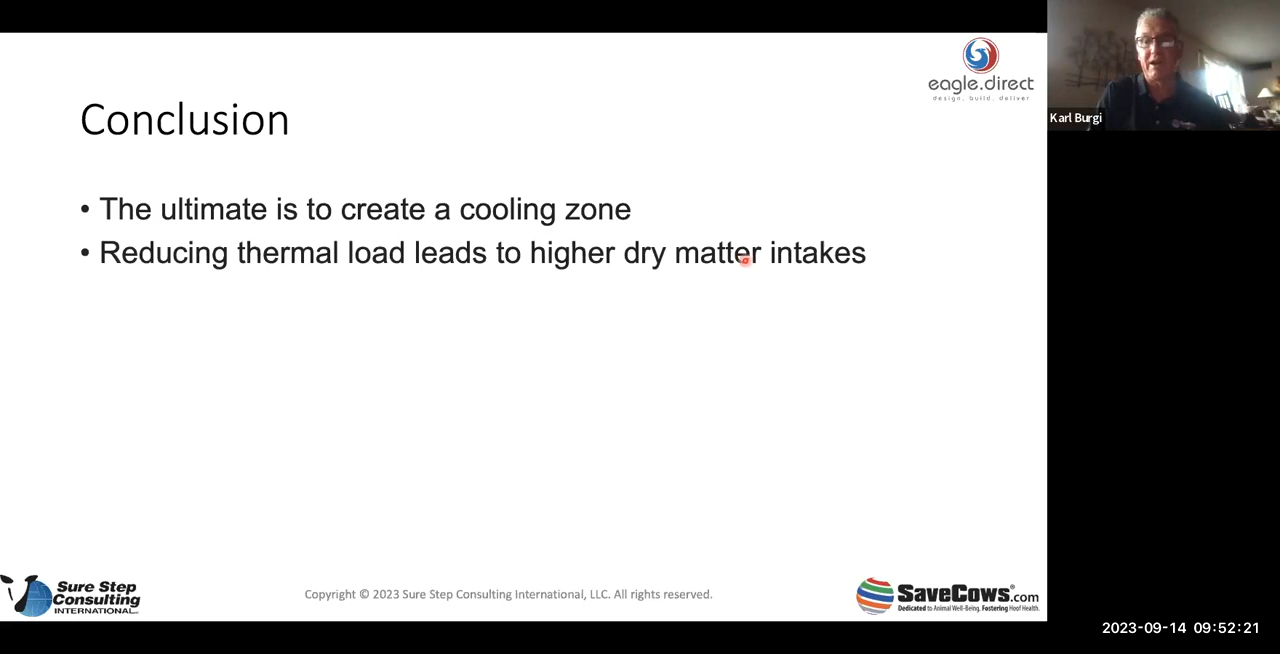 eagle.direct
design, build, deliver
Karl Burgi
Conclusion
• The ultimate is to create a cooling zone
• Reducing thermal load leads to higher dry matter intakes
Sure Step
Consulting
INTERNATIONAL
Copyright © 2023 Sure Step Consulting International, LLC. All rights reserved.
SaveCows®.com
Dedicated to Animal Well-Being. Fostering Hoof Health.
2023-09-14 09:52:21